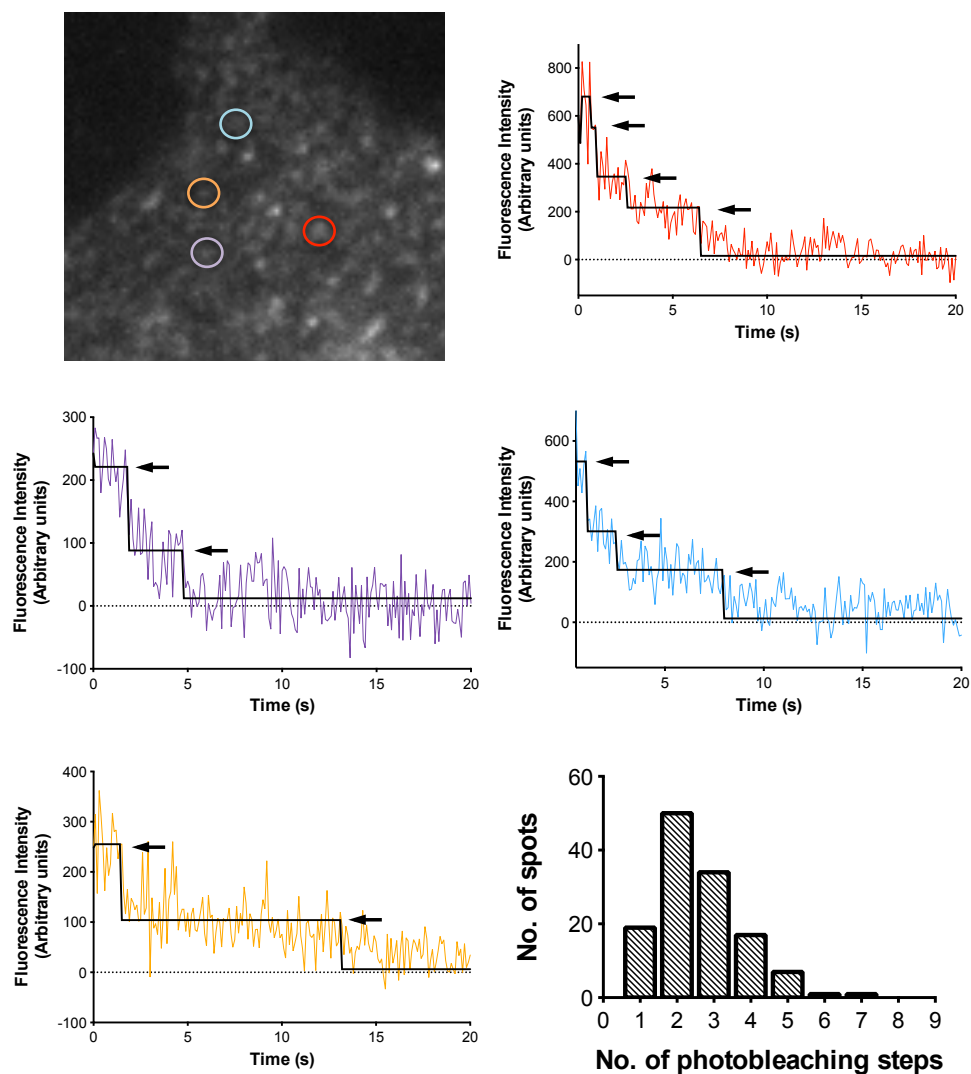 Fluorescence Intensity
(Arbitrary units)
800
600
400
200
0
0 5 10 15 20
Time (s)
Fluorescence Intensity
(Arbitrary units)
300
200
100
0
-100
0 5 10 15 20
Time (s)
Fluorescence Intensity
(Arbitrary units)
600
400
200
0
5 10 15 20
Time (s)
Fluorescence Intensity
(Arbitrary units)
400
300
200
100
0
-100
0 5 10 15 20
Time (s)
No. of spots
60
40
20
0
0 1 2 3 4 5 6 7 8 9
No. of photobleaching steps